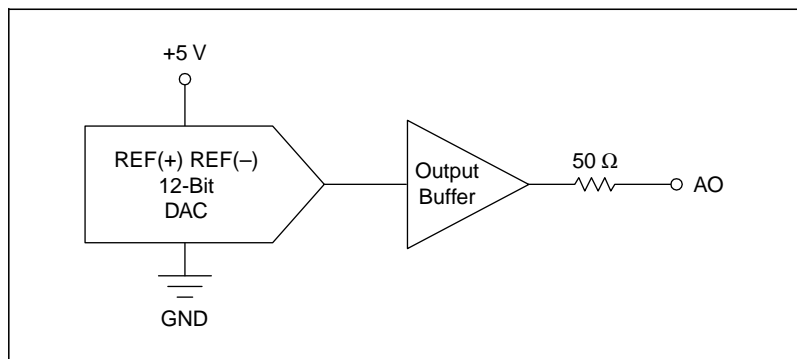 +5 V
REF(+) REF(–)
12-Bit
DAC
GND
Output
Buffer
50 Ω
AO